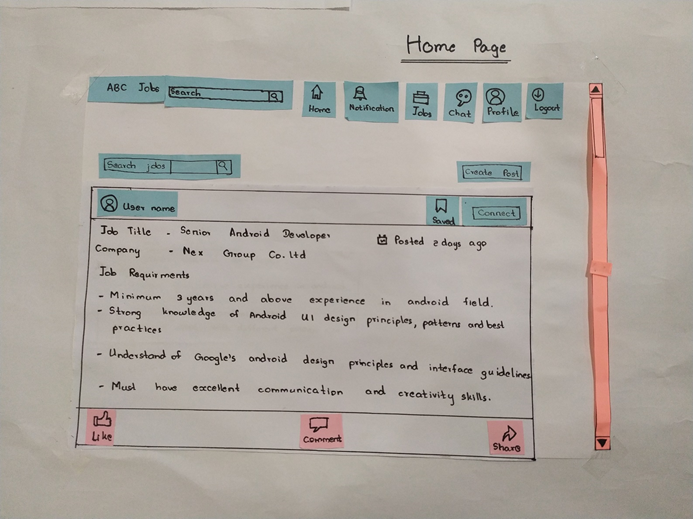 Home Page
ABC Jobs
Search
Home
Notification
Jobs
Chat
Profile
Logout
Search jobs
Create Post
User name
Saved
Connect
Job Title - Senior Android Developer
Posted 2 days ago
Company - Nex Group Co.ltd
Job Requirments
- Minimum 3 years and above experience in android field.
- Strong knowledge of Android UI design principles, patterns and best
practices
- Understand of Google's android design principles and interface guidelines
- Must have excellent communication and creativity skills.
Like
Comment
Share